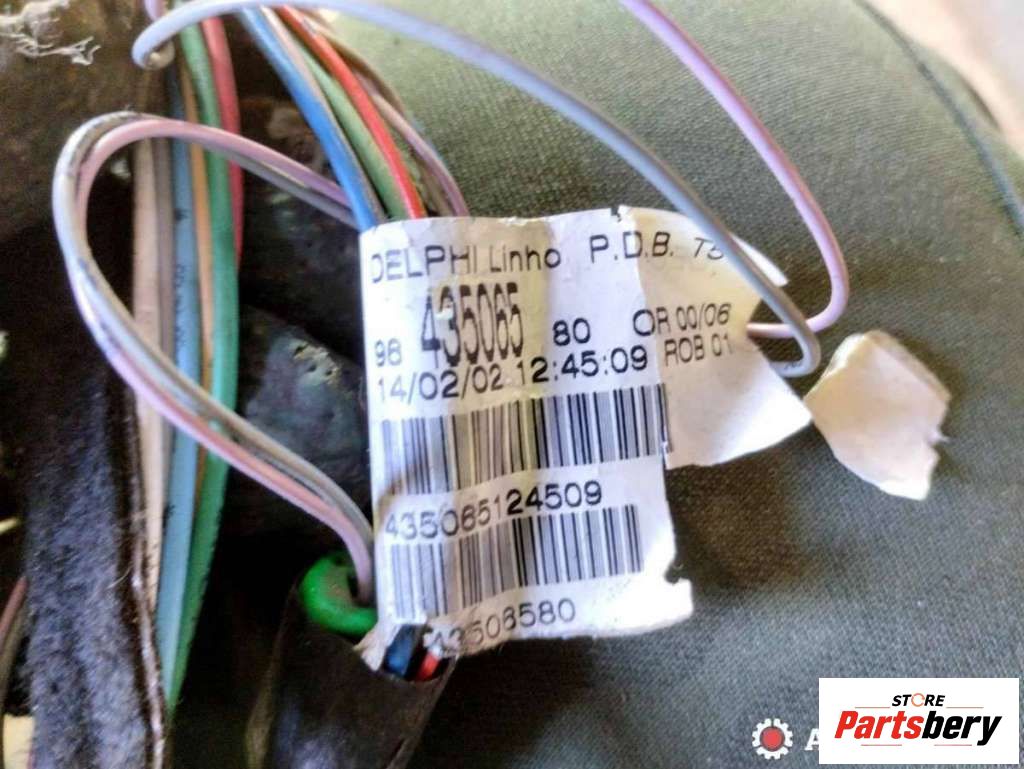 DELPHI Linho P.D.B.
98 435065 80 OR 00/06
14/02/02 12:45:09 ROB 01
435065124509
43506580
STORE
Partsbery